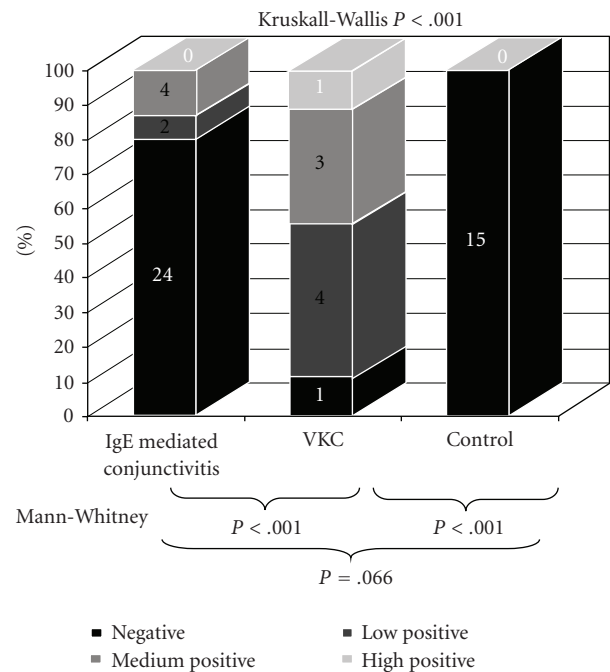 Kruskall-Wallis P < .001
100
90
80
70
60
50
40
30
20
10
0
(%)
0
4
2
24
1
3
4
1
0
15
IgE mediated
conjunctivitis
VKC
Control
Mann-Whitney
P < .001
P < .001
P = .066
Negative
Low positive
Medium positive
High positive